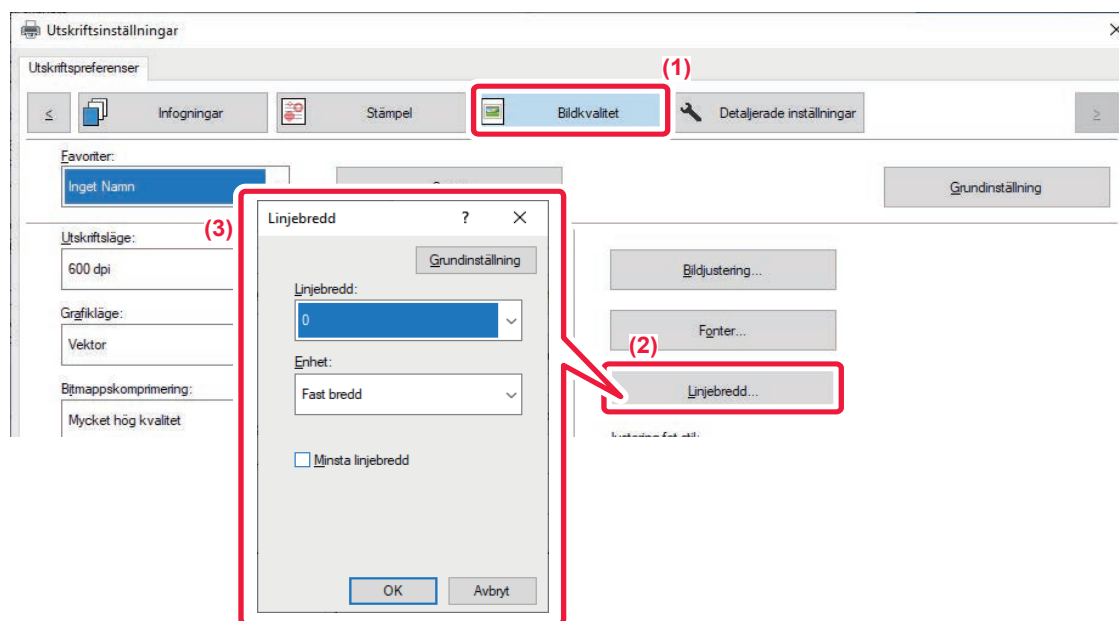 Utskriftsinställningar
Utskriftspreferenser
(1)
≤ Infogningar Stämpel Bildkvalitet Detaljerade inställningar ≥
Favoriter:
Inget Namn
Grundinställning
(3)
Linjebredd ? ×
Utskriftsläge:
600 dpi
Grundinställning
Bildjustering...
Linjebredd:
0
Grafikläge:
Vektor
Fonter...
(2)
Enhet:
Fast bredd
Linjebredd...
Bitmappskomprimering:
Mycket hög kvalitet
Minsta linjebredd
OK Avbryt